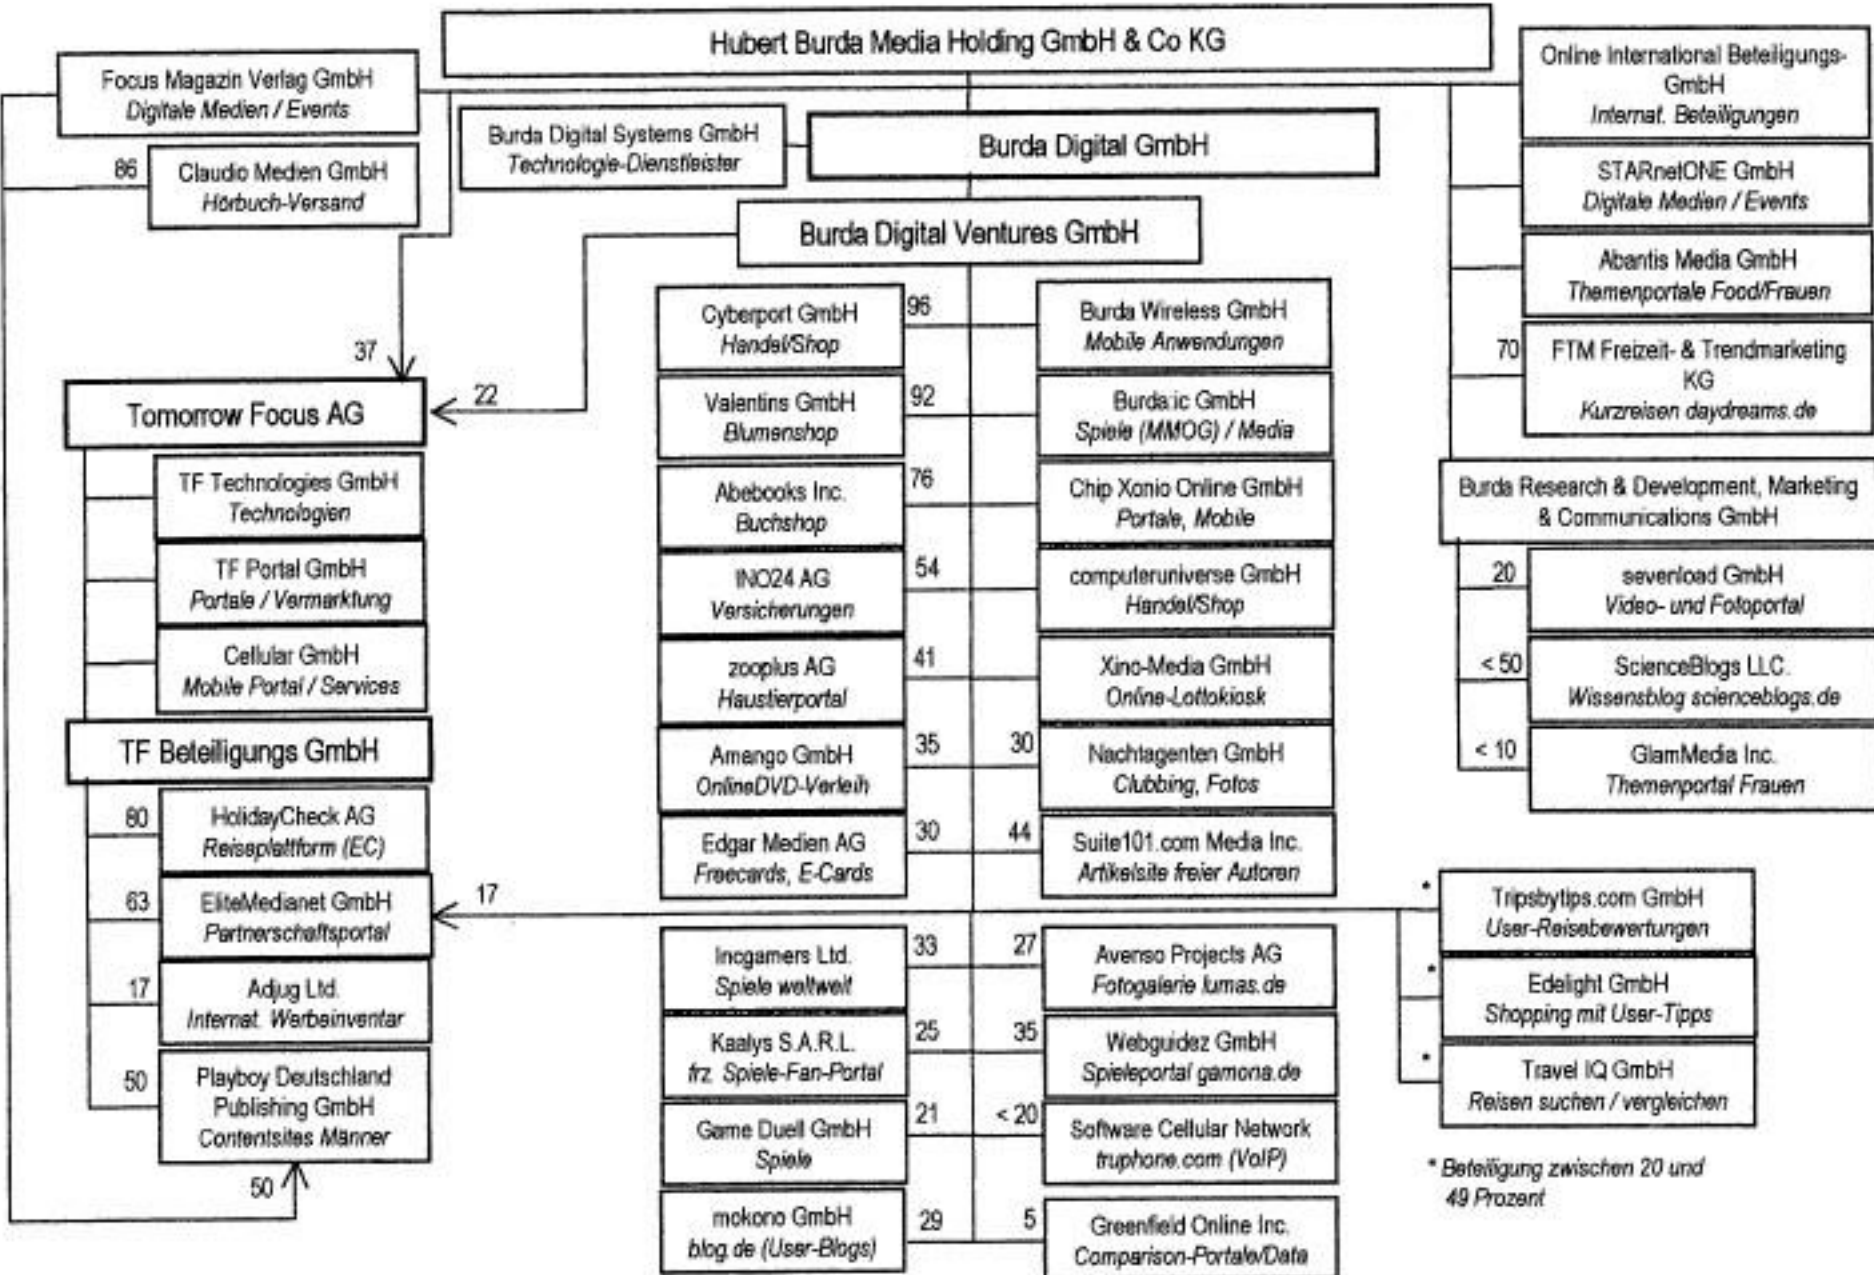 Hubert Burda Media Holding GmbH & Co KG
Focus Magazin Verlag GmbH
Digitale Medien / Events
86
Claudio Medien GmbH
Hörbuch-Versand
Burda Digital Systems GmbH
Technologie-Dienstleister
Burda Digital GmbH
Burda Digital Ventures GmbH
Online International Beteiligungs-
GmbH
Internat. Beteiligungen
STARnetONE GmbH
Digitale Medien / Events
Abantis Media GmbH
Themenportale Food/Frauen
70
FTM Freizeit- & Trendmarketing
KG
Kurzreisen daydreams.de
Burda Research & Development, Marketing
& Communications GmbH
20
sevenload GmbH
Video- und Fotoportal
< 50
ScienceBlogs LLC.
Wissensblog scienceblogs.de
< 10
GlamMedia Inc.
Themenportal Frauen
37
22
Tomorrow Focus AG
TF Technologies GmbH
Technologien
TF Portal GmbH
Portale / Vermarktung
Cellular GmbH
Mobile Portal / Services
TF Beteiligungs GmbH
80
HolidayCheck AG
Reiseplattform (EC)
63
EliteMedianet GmbH
Partnerschaftsportal
17
17
Adjug Ltd.
Internat. Werbeinventar
50
Playboy Deutschland
Publishing GmbH
Contentsites Männer
50
Cyberport GmbH
Handel/Shop
96
Burda Wireless GmbH
Mobile Anwendungen
Valentins GmbH
Blumenshop
92
Burda:ic GmbH
Spiele (MMOG) / Media
Abebooks Inc.
Buchshop
76
Chip Xonio Online GmbH
Portale, Mobile
INO24 AG
Versicherungen
54
computeruniverse GmbH
Handel/Shop
zooplus AG
Haustierportal
41
Xino-Media GmbH
Online-Lottokiosk
Amango GmbH
OnlineDVD-Verleih
35
30
Nachtagenten GmbH
Clubbing, Fotos
Edgar Medien AG
Freecards, E-Cards
30
44
Suite101.com Media Inc.
Artikelsite freier Autoren
Inogamers Ltd.
Spiele weltweit
33
27
Avenso Projects AG
Fotogalerie lumas.de
Kaalys S.A.R.L.
frz. Spiele-Fan-Portal
25
35
Webguidez GmbH
Spieleportal gamona.de
Game Duell GmbH
Spiele
21
< 20
Software Cellular Network
truphone.com (VoIP)
mokono GmbH
blog.de (User-Blogs)
29
5
Greenfield Online Inc.
Comparison-Portale/Data
*
Tripsbytips.com GmbH
User-Reisebewertungen
*
Edelight GmbH
Shopping mit User-Tipps
*
Travel IQ GmbH
Reisen suchen / vergleichen
* Beteiligung zwischen 20 und
49 Prozent